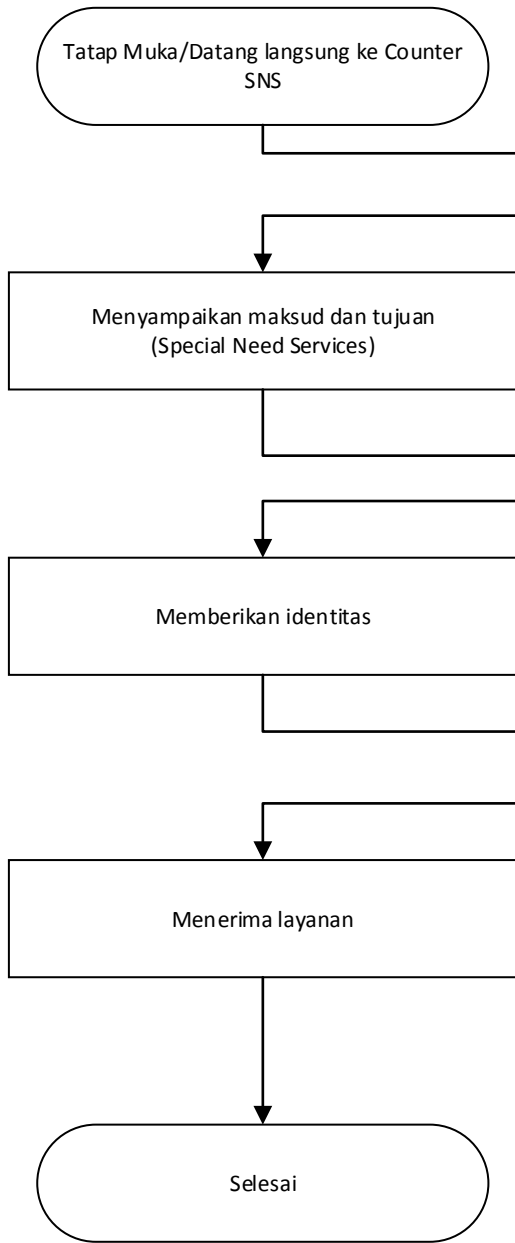 Tatap Muka/Datang langsung ke Counter
SNS
Menyampaikan maksud dan tujuan
(Special Need Services)
Memberikan identitas
Menerima layanan
Selesai